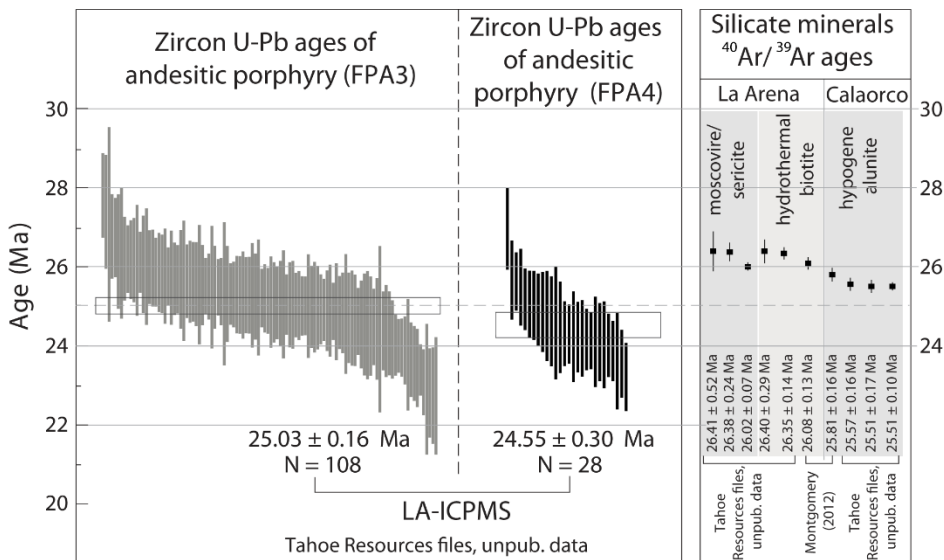 Zircon U-Pb ages of
andesitic porphyry (FPA3)
Zircon U-Pb ages
of andesitic
porphyry (FPA4)
Silicate minerals
40Ar/ 39Ar ages
La Arena
Calaorco
moscovire/
sericite
hydrothermal
biotite
hypogene
alunite
Age (Ma)
30
28
26
24
22
20
30
28
26
24
25.03 ± 0.16 Ma
N = 108
24.55 ± 0.30 Ma
N = 28
LA-ICPMS
Tahoe Resources files, unpub. data
26.41 ± 0.52 Ma
26.38 ± 0.24 Ma
26.02 ± 0.07 Ma
26.40 ± 0.29 Ma
26.35 ± 0.14 Ma
26.08 ± 0.13 Ma
25.81 ± 0.16 Ma
25.57 ± 0.16 Ma
25.51 ± 0.17 Ma
25.51 ± 0.10 Ma
Tahoe
Resources files,
unpub. data
Montgomery
(2012)
Tahoe
Resources files,
unpub. data